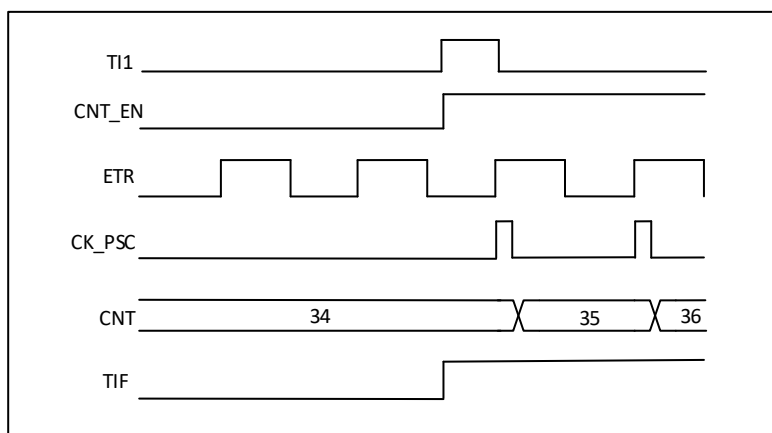 TI1
CNT_EN
ETR
CK_PSC
CNT 34 35 36
TIF